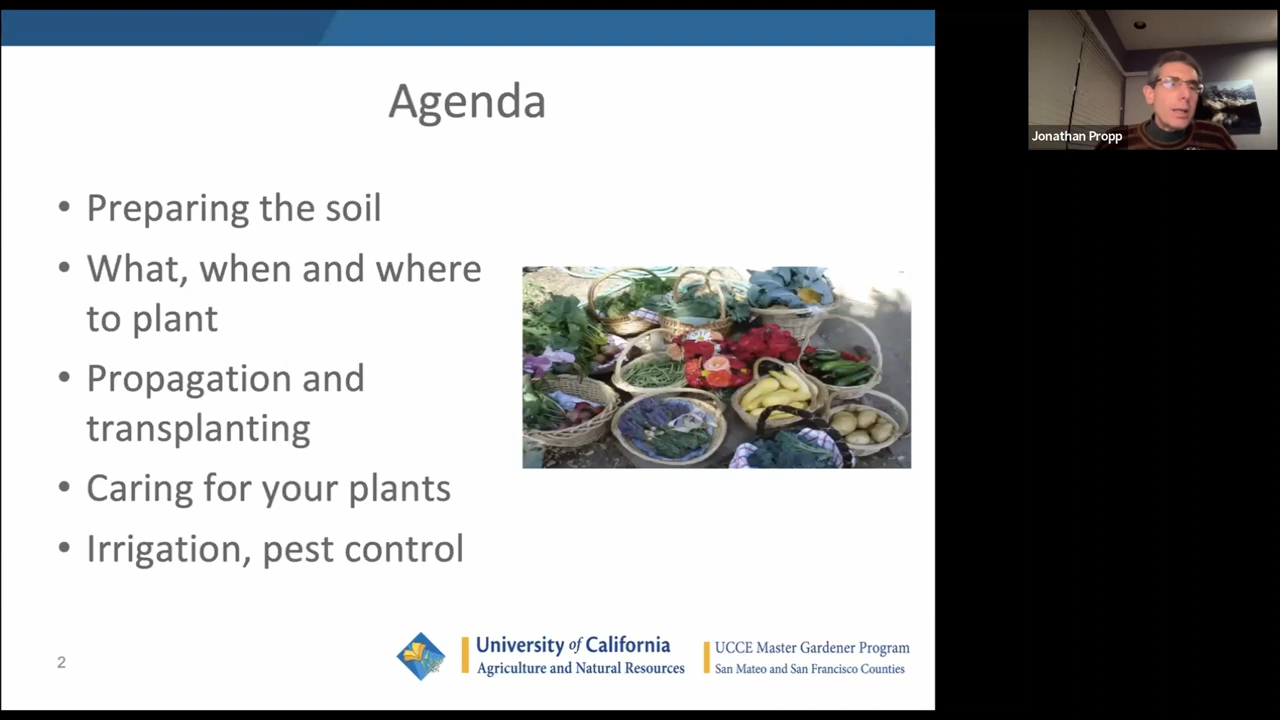 Agenda
• Preparing the soil
• What, when and where
to plant
• Propagation and
transplanting
• Caring for your plants
• Irrigation, pest control
2
University of California
Agriculture and Natural Resources
UCCE Master Gardener Program
San Mateo and San Francisco Counties
Jonathan Propp